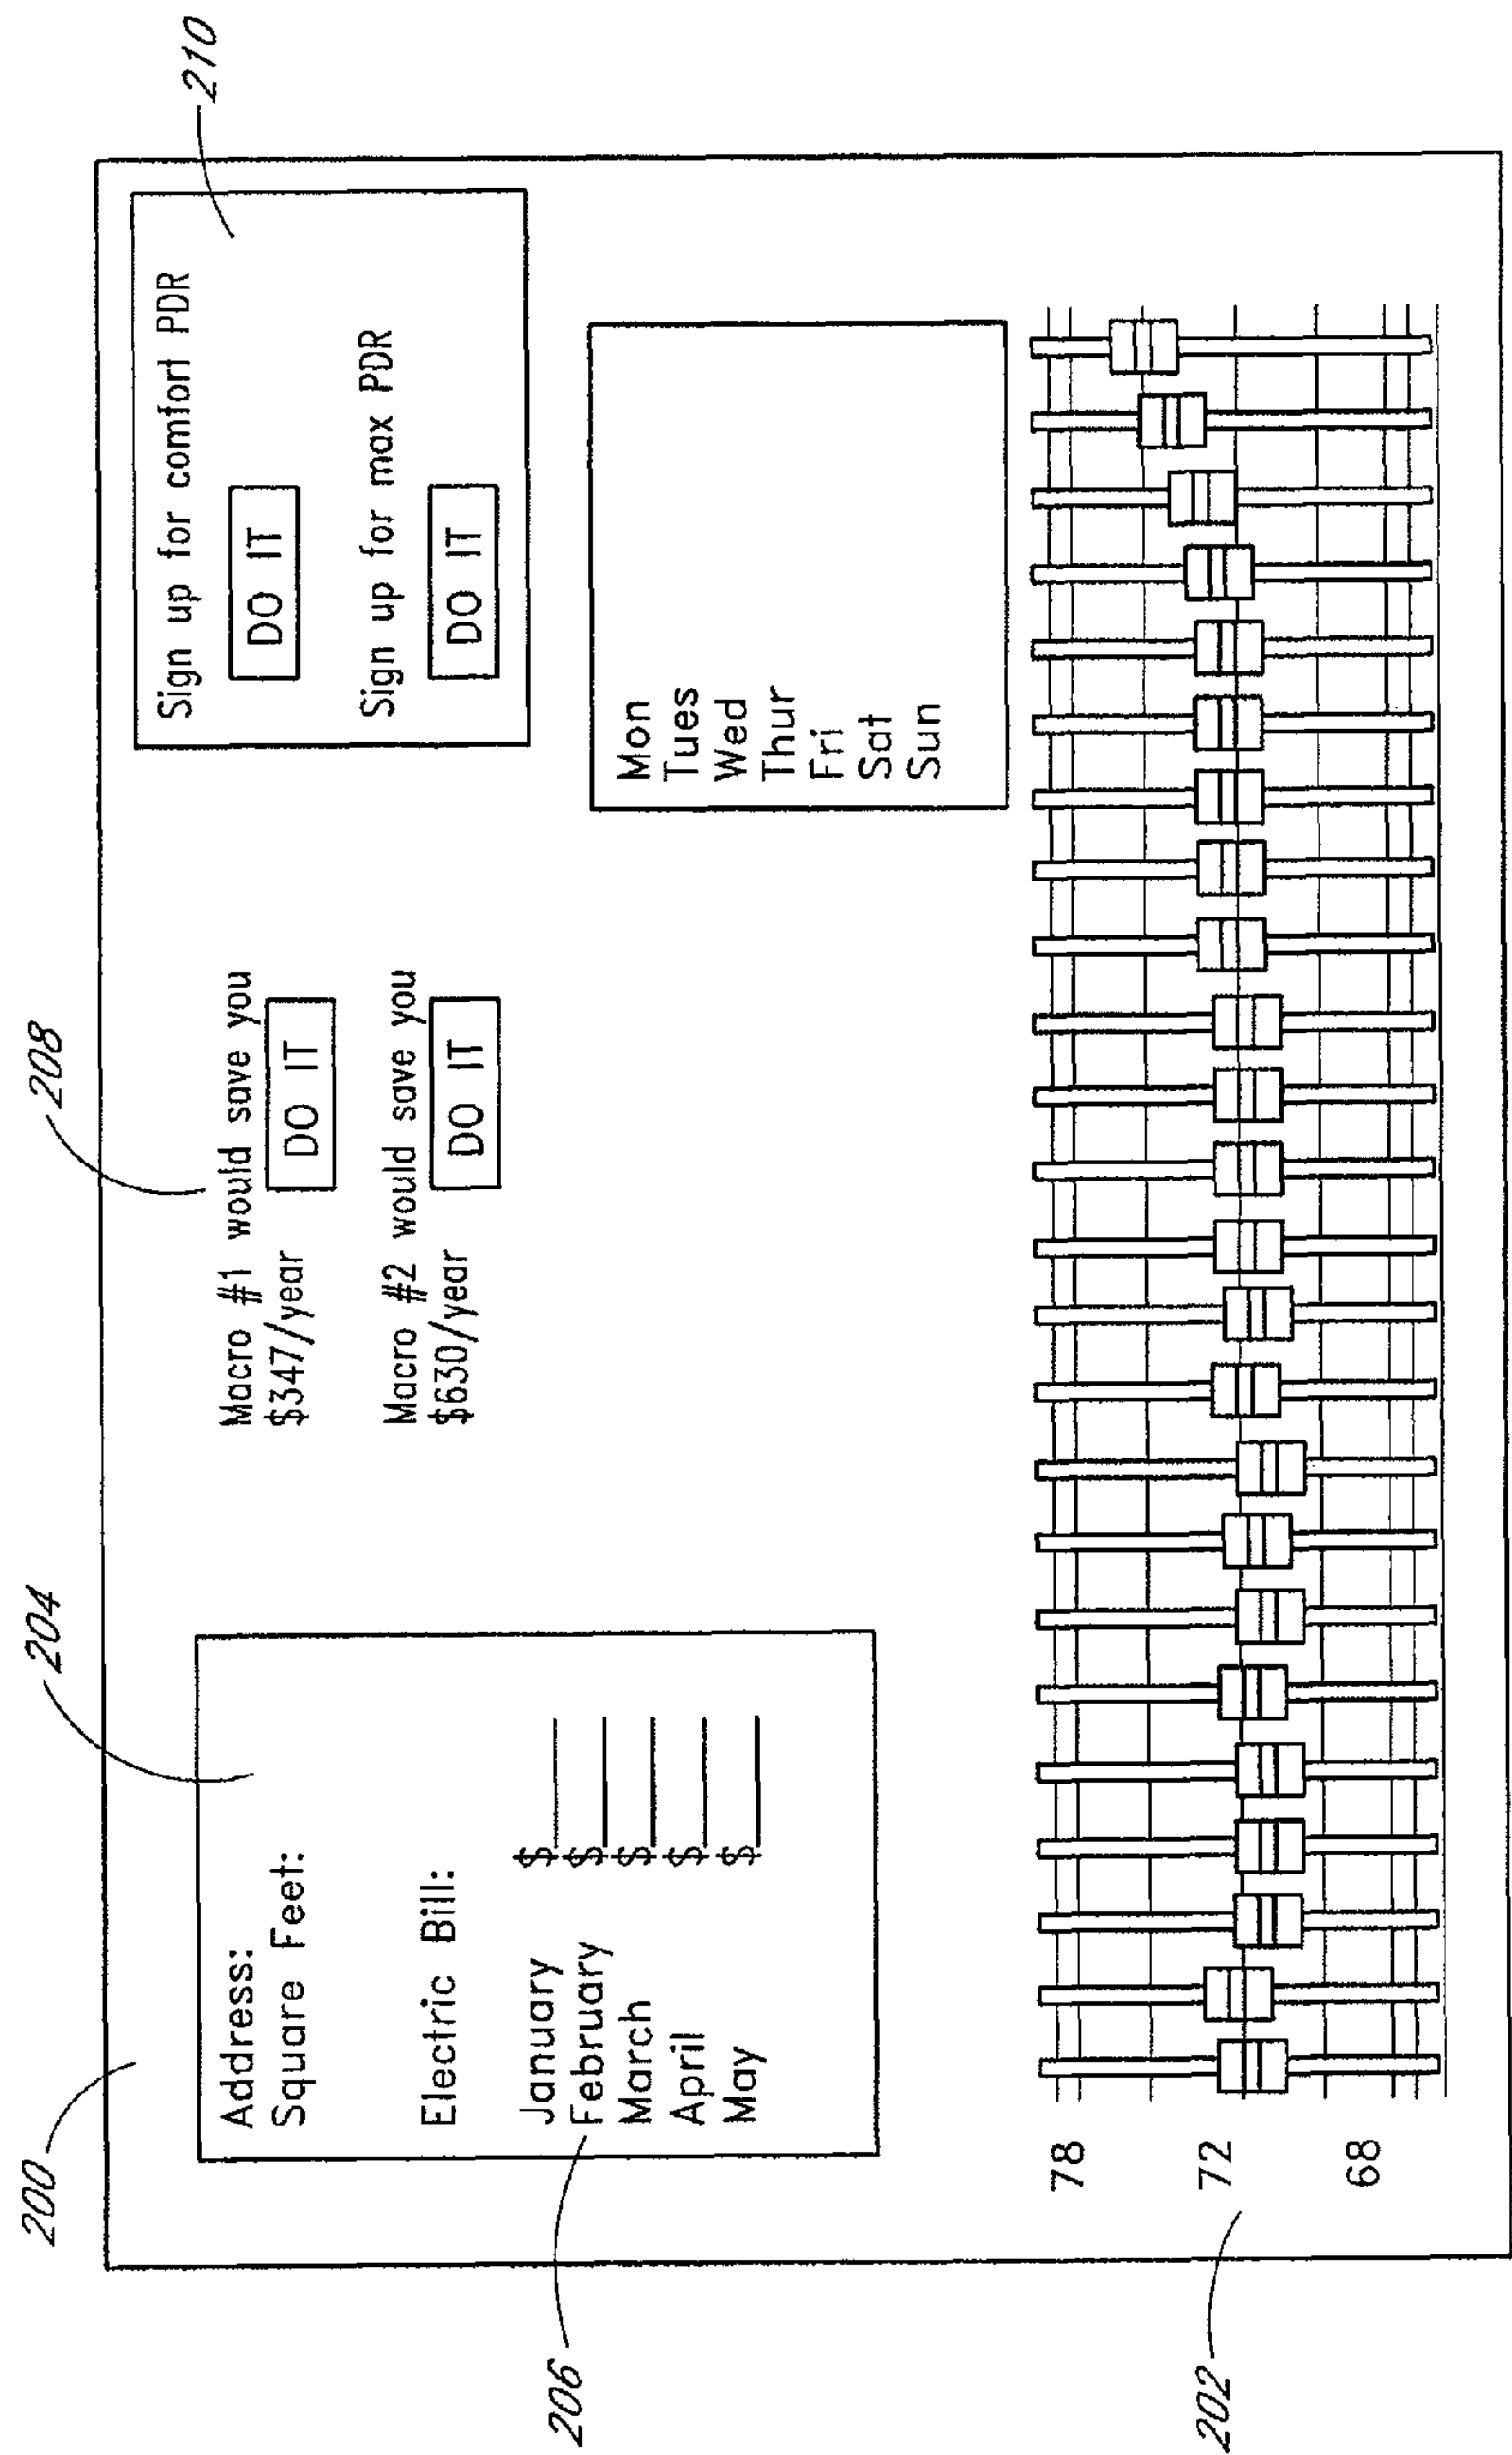 200
204
208
210
Address:
Square Feet:
Electric Bill:
January $
February $
March $
April $
May $
206
Macro #1 would save you
$347/year
DO IT
Macro #2 would save you
$630/year
DO IT
Sign up for comfort PDR
DO IT
Sign up for max PDR
DO IT
Mon
Tues
Wed
Thur
Fri
Sat
Sun
78
72
68
202